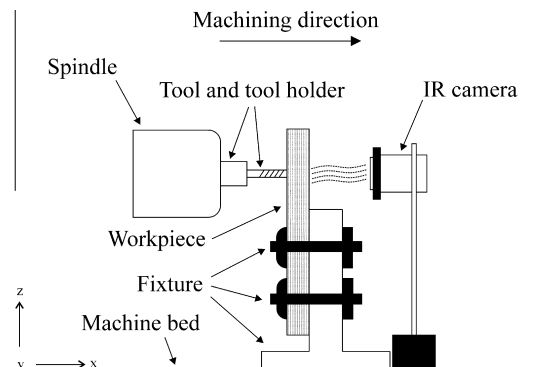 Machining direction
Spindle
Tool and tool holder
IR camera
Workpiece
Fixture
z
Machine bed
y
x